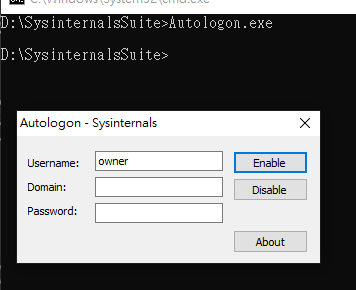 C:\Windows\system32\cmd.exe
D:\SysinternalsSuite>Autologon.exe
D:\SysinternalsSuite>
Autologon - Sysinternals
Username:
owner
Enable
Domain:
Disable
Password:
About